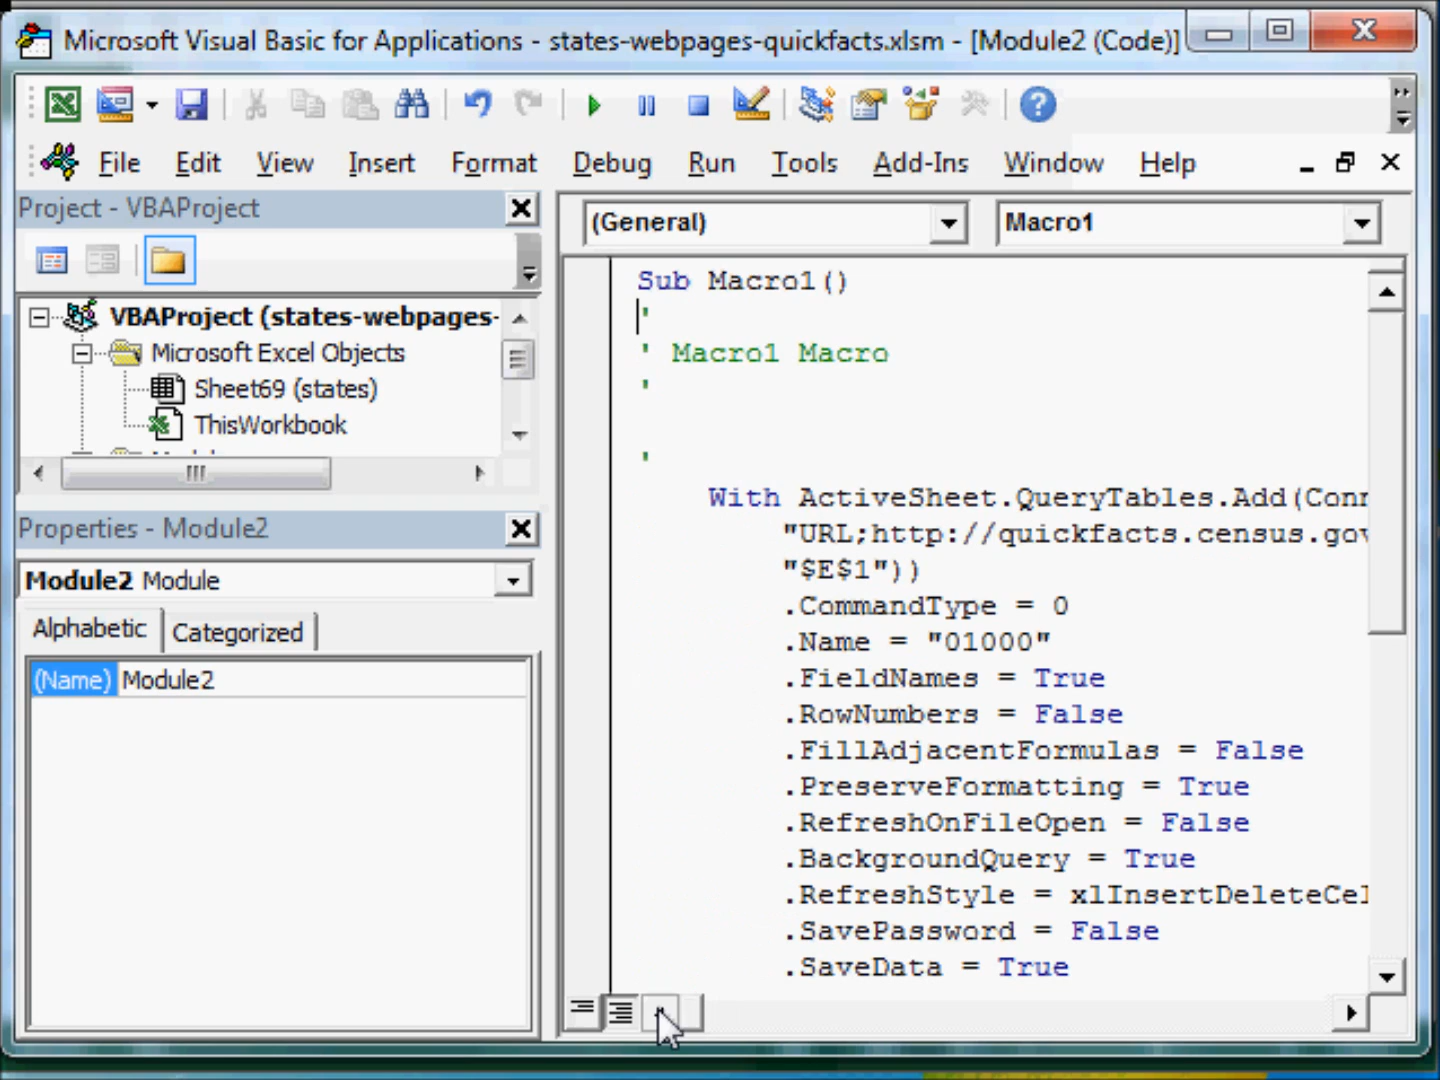 Microsoft Visual Basic for Applications - states-webpages-quickfacts.xlsm - [Module2 (Code)]
File Edit View Insert Format Debug Run Tools Add-Ins Window Help
Project - VBAProject
VBAProject (states-webpages-
Microsoft Excel Objects
Sheet69 (states)
ThisWorkbook
Properties - Module2
Module2 Module
Alphabetic Categorized
(Name) Module2
(General) Macro1
Sub Macro1()
'
' Macro1 Macro
'
'
With ActiveSheet.QueryTables.Add(Conn
"URL;http://quickfacts.census.gov
"$E$1"))
.CommandType = 0
.Name = "01000"
.FieldNames = True
.RowNumbers = False
.FillAdjacentFormulas = False
.PreserveFormatting = True
.RefreshOnFileOpen = False
.BackgroundQuery = True
.RefreshStyle = xlInsertDeleteCel
.SavePassword = False
.SaveData = True